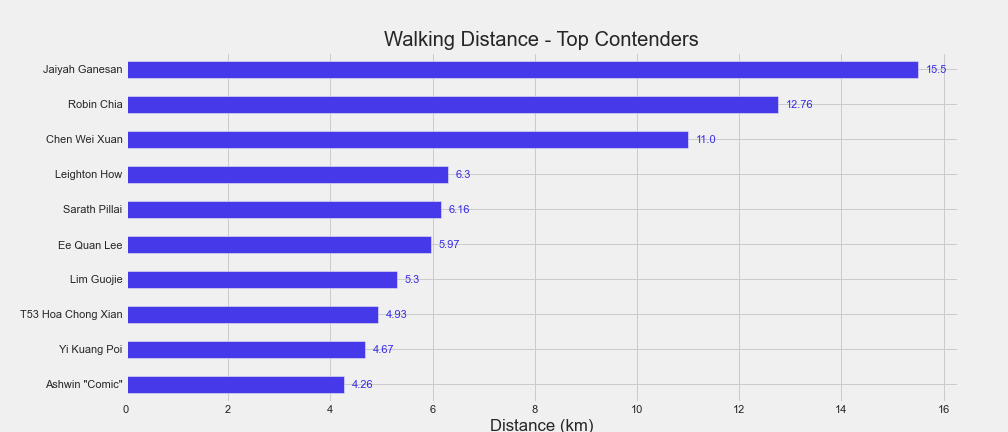 Walking Distance - Top Contenders
Jaiyah Ganesan 15.5
Robin Chia 12.76
Chen Wei Xuan 11.0
Leighton How 6.3
Sarath Pillai 6.16
Ee Quan Lee 5.97
Lim Guojie 5.3
T53 Hoa Chong Xian 4.93
Yi Kuang Poi 4.67
Ashwin "Comic" 4.26
0 2 4 6 8 10 12 14 16
Distance (km)